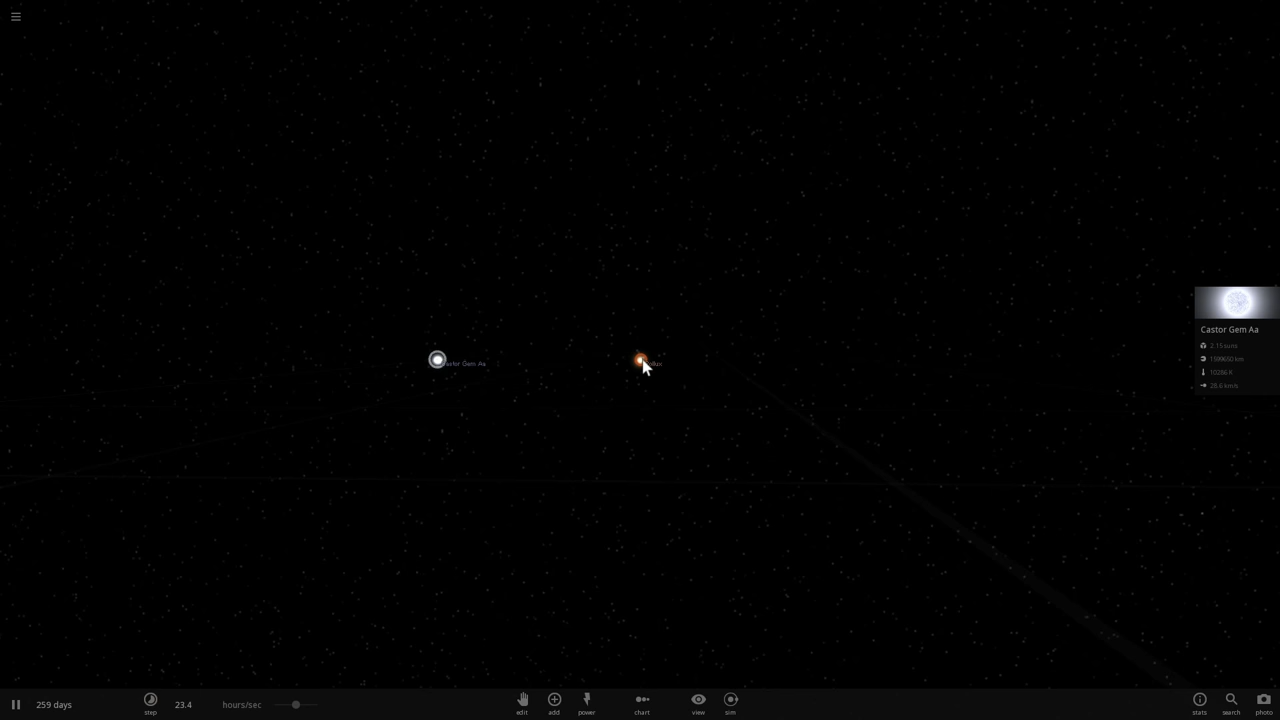 Castor Gem Aa
Castor Gem Aa
2.15 suns
1599650 km
10286 K
28.6 km/s
259 days
step
23.4
hours/sec
edit
add
power
chart
view
sim
stats
search
photo